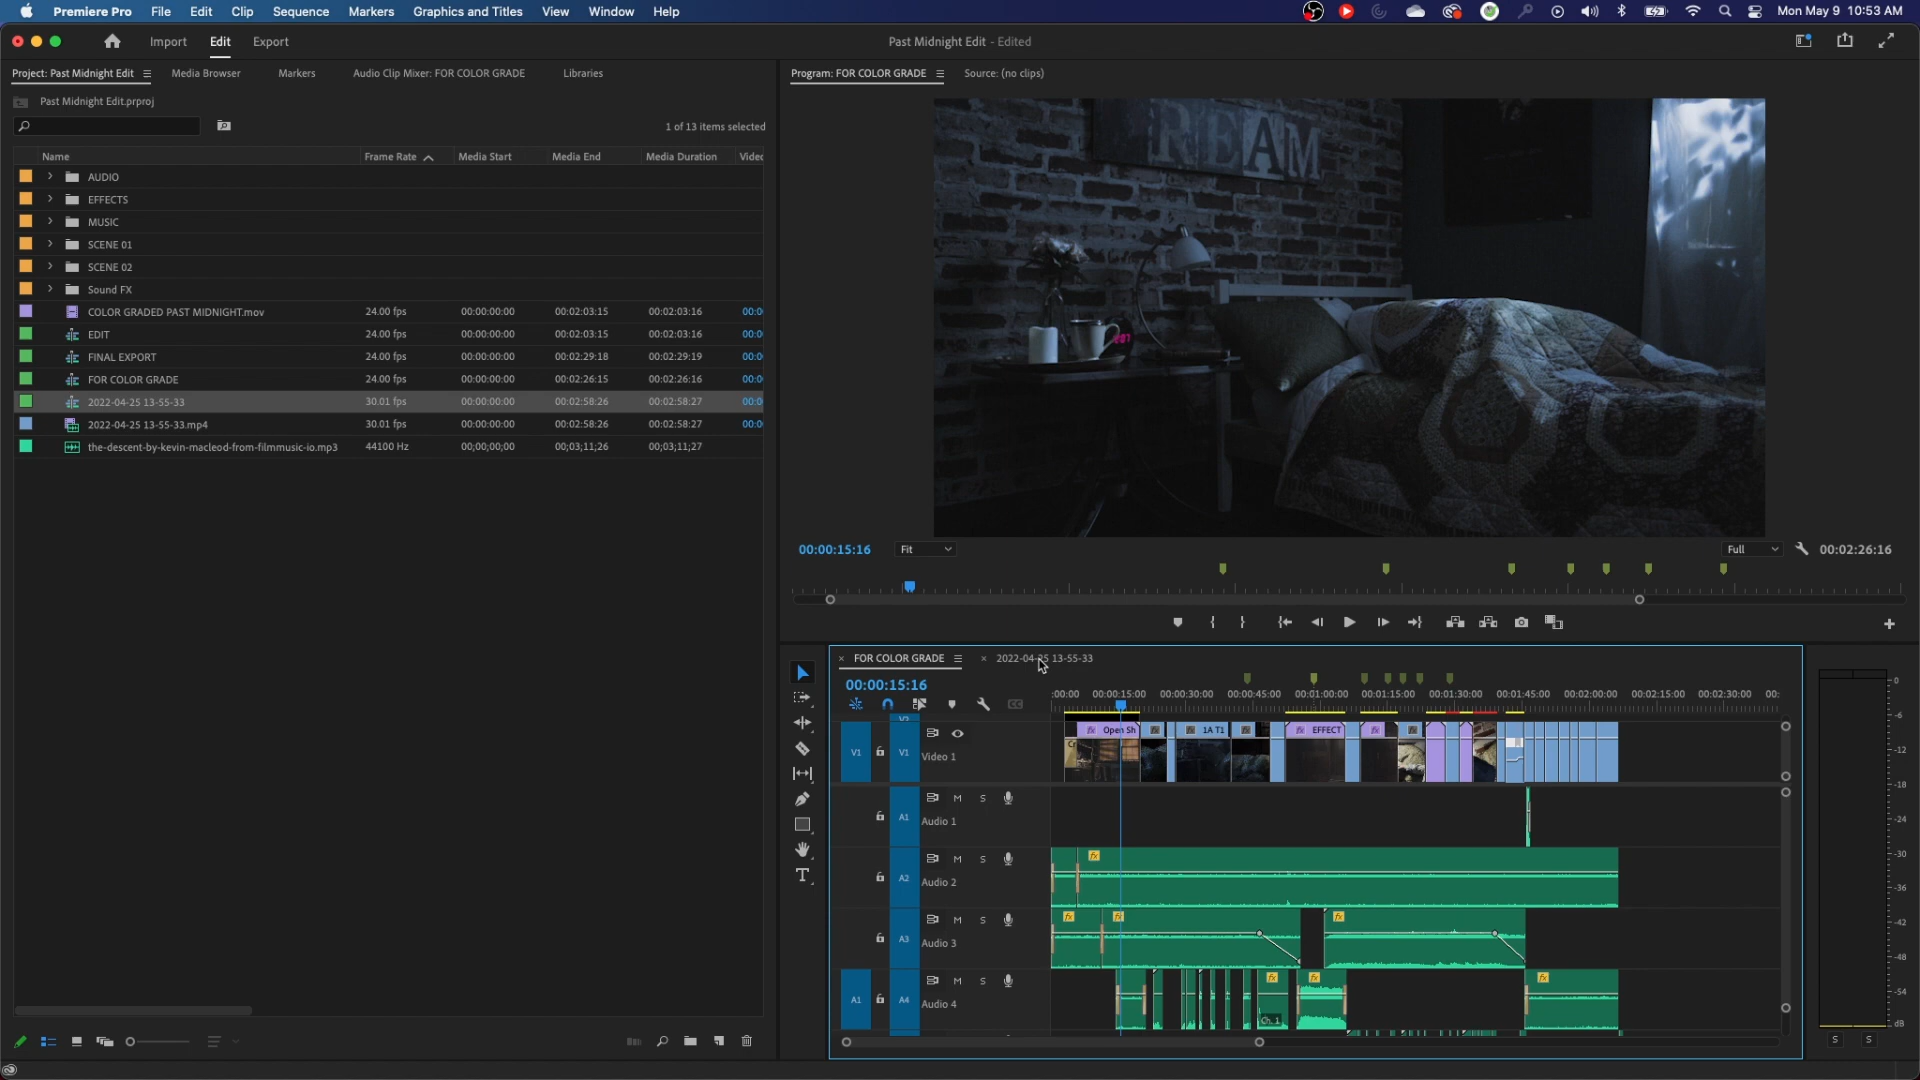 Premiere Pro File Edit Clip Sequence Markers Graphics and Titles View Window Help Mon May 9 10:53 AM
Import Edit Export Past Midnight Edit - Edited
Project: Past Midnight Edit Media Browser Markers Audio Clip Mixer: FOR COLOR GRADE Libraries Program: FOR COLOR GRADE Source: (no clips)
Past Midnight Edit.prproj
1 of 13 items selected
Name Frame Rate Media Start Media End Media Duration Video
AUDIO
EFFECTS
MUSIC
SCENE 01
SCENE 02
Sound FX
COLOR GRADED PAST MIDNIGHT.mov 24.00 fps 00:00:00:00 00:02:03:15 00:02:03:16 00:0
EDIT 24.00 fps 00:00:00:00 00:02:03:15 00:02:03:16 00:0
FINAL EXPORT 24.00 fps 00:00:00:00 00:02:29:18 00:02:29:19 00:0
FOR COLOR GRADE 24.00 fps 00:00:00:00 00:02:26:15 00:02:26:16 00:0
2022-04-25 13-55-33 30.01 fps 00:00:00:00 00:02:58:26 00:02:58:27 00:0
2022-04-25 13-55-33.mp4 30.01 fps 00:00:00:00 00:02:58:26 00:02:58:27 00:0
the-descent-by-kevin-macleod-from-filmmusic-io.mp3 44100 Hz 00;00;00;00 00;03;11;26 00;03;11;27
REAM
00:00:15:16 Fit Full 00:02:26:16
FOR COLOR GRADE 2022-04-25 13-55-33
00:00:15:16
:00:00 00:00:15:00 00:00:30:00 00:00:45:00 00:01:00:00 00:01:15:00 00:01:30:00 00:01:45:00 00:02:00:00 00:02:15:00 00:02:30:00 00:
V1 V1 Video 1 fx Open Sh fx fx 1A T1 fx fx EFFECT fx fx
A1 M S Audio 1
A2 M S Audio 2 fx
A3 M S Audio 3 fx fx fx
A1 A4 M S Audio 4 fx fx fx
Ch. 1
0
-6
-12
-18
-24
-30
-36
-42
-48
-54
dB
S S